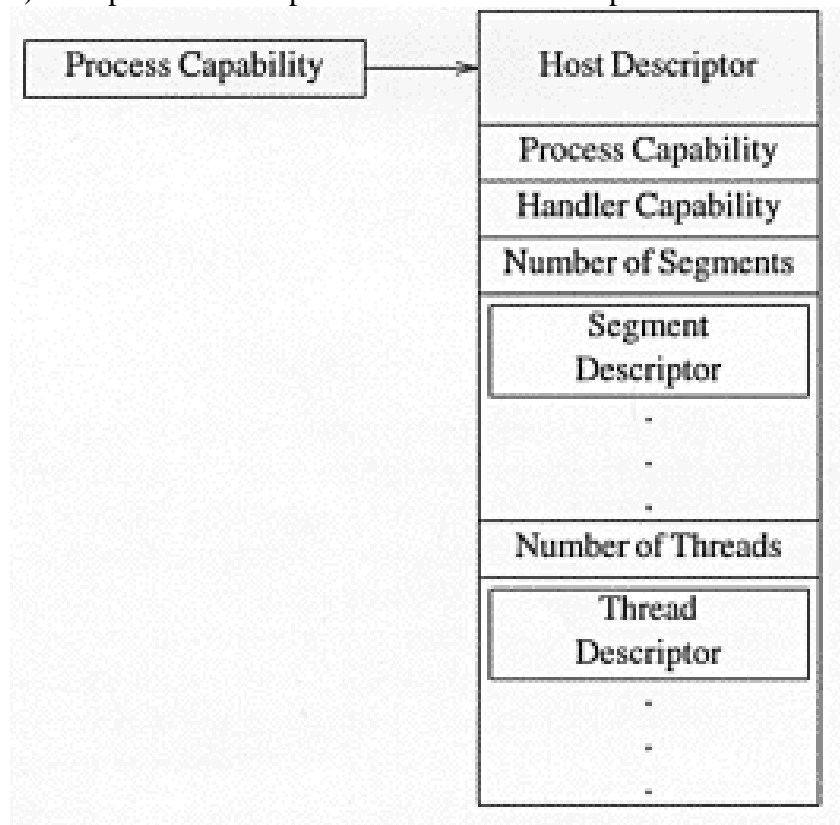 Process Capability
Host Descriptor
Process Capability
Handler Capability
Number of Segments
Segment
Descriptor
.
.
.
Number of Threads
Thread
Descriptor
.
.
.